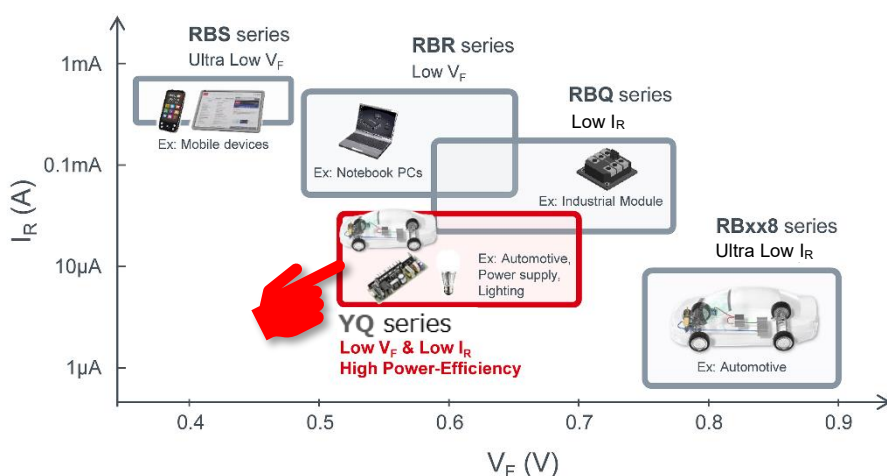 RBS series
Ultra Low VF
RBR series
Low VF
RBQ series
Low IR
1mA
0.1mA
10µA
1µA
IR (A)
Ex: Mobile devices
Ex: Notebook PCs
Ex: Industrial Module
Ex: Automotive,
Power supply,
Lighting
YQ series
Low VF & Low IR
High Power-Efficiency
RBxx8 series
Ultra Low IR
Ex: Automotive
0.4
0.5
0.6
0.7
0.8
0.9
VF (V)